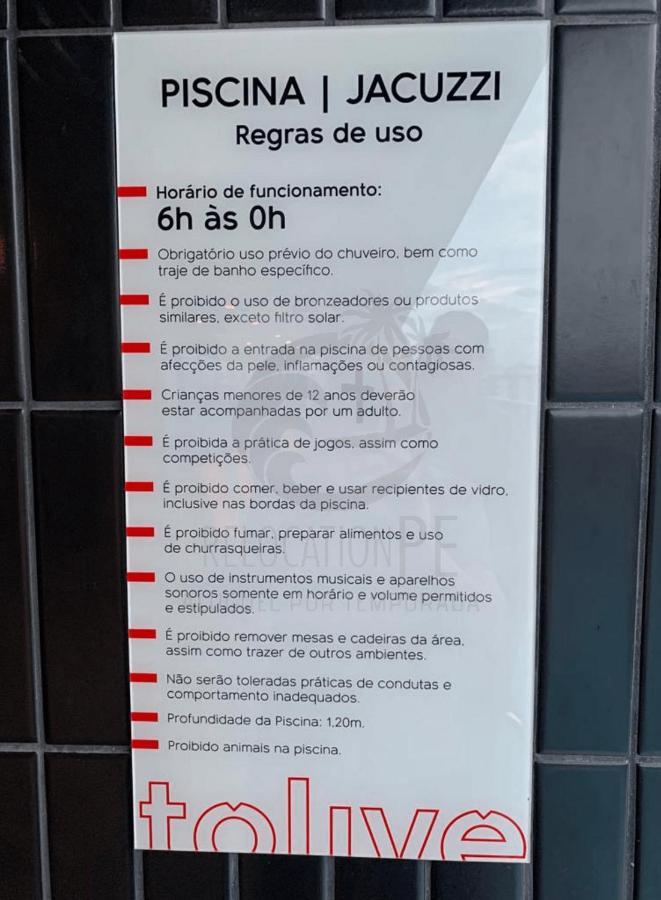 PISCINA | JACUZZI
Regras de uso
Horário de funcionamento:
6h às 0h
Obrigatório uso prévio do chuveiro, bem como
traje de banho específico.
É proibido o uso de bronzeadores ou produtos
similares, exceto filtro solar.
É proibido a entrada na piscina de pessoas com
afecções da pele, inflamações ou contagiosas.
Crianças menores de 12 anos deverão
estar acompanhadas por um adulto.
É proibida a prática de jogos, assim como
competições.
É proibido comer, beber e usar recipientes de vidro,
inclusive nas bordas da piscina.
É proibido fumar, preparar alimentos e uso
de churrasqueiras.
RELOCATIONPE
O uso de instrumentos musicais e aparelhos
sonoros somente em horário e volume permitidos
e estipulados.
EL POR TEMPORADA
É proibido remover mesas e cadeiras da área,
assim como trazer de outros ambientes.
Não serão toleradas práticas de condutas e
comportamento inadequados.
Profundidade da Piscina: 1,20m.
Proibido animais na piscina.
tolive